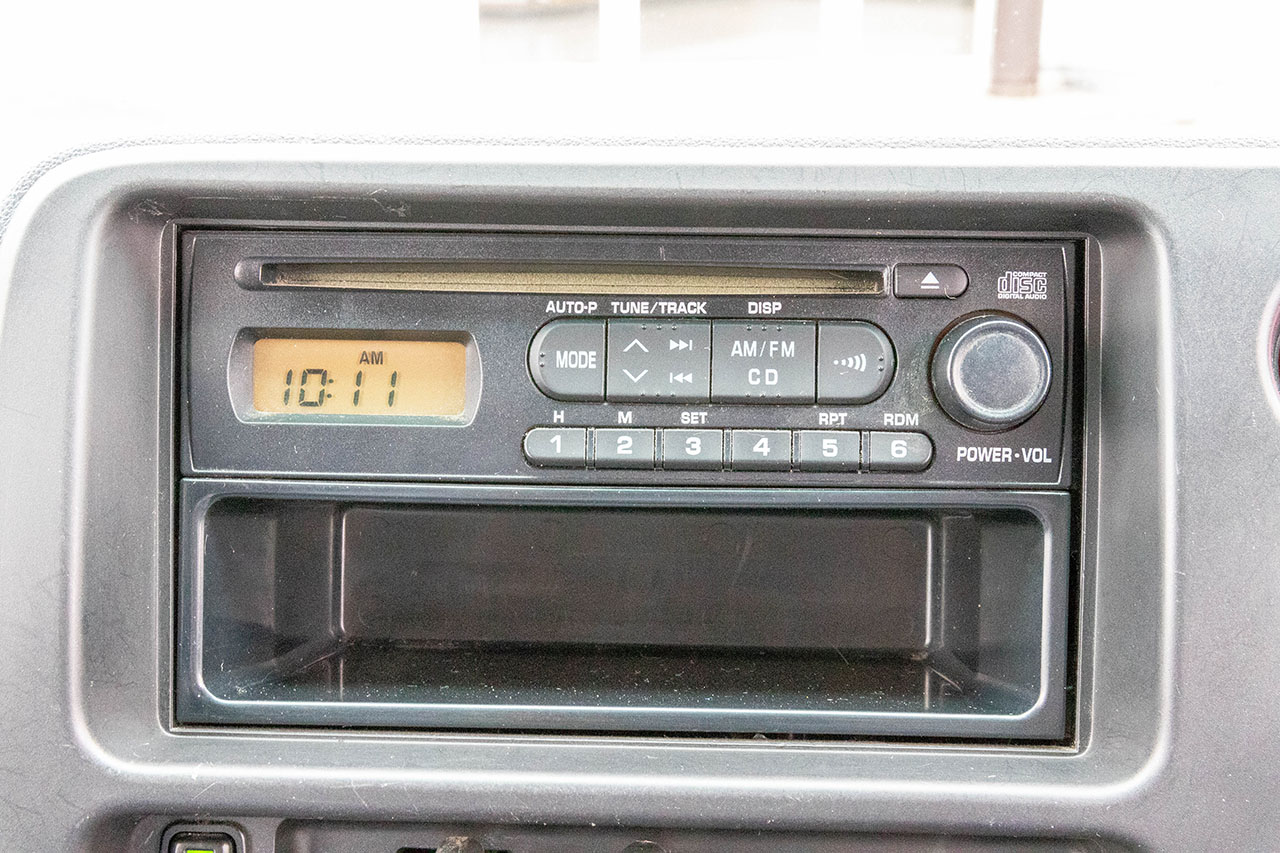 COMPACT
disc
DIGITAL AUDIO
AUTO-P TUNE/TRACK DISP
MODE
AM/FM
CD
AM
10:11
H M SET RPT RDM
1 2 3 4 5 6
POWER·VOL